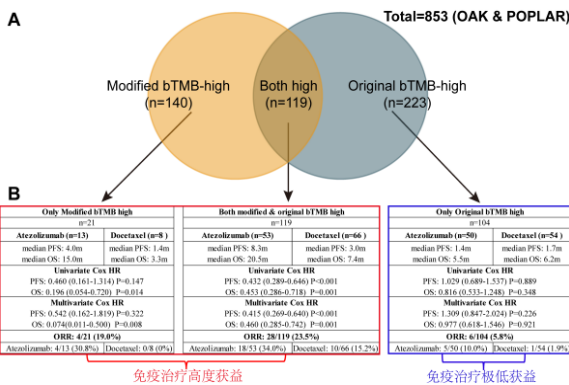 A
Total=853 (OAK & POPLAR)
Modified bTMB-high
(n=140)
Both high
(n=119)
Original bTMB-high
(n=223)
B
Only Modified bTMB high
n=21
Atezolizumab (n=13) Docetaxel (n=8)
median PFS: 4.0m median PFS: 1.4m
median OS: 15.0m median OS: 3.3m
Univariate Cox HR
PFS: 0.460 (0.161-1.314) P=0.147
OS: 0.196 (0.054-0.720) P=0.014
Multivariate Cox HR
PFS: 0.542 (0.162-1.819) P=0.322
OS: 0.074(0.011-0.500) P=0.008
ORR: 4/21 (19.0%)
Atezolizumab: 4/13 (30.8%) Docetaxel: 0/8 (0%)
Both modified & original bTMB high
n=119
Atezolizumab (n=53) Docetaxel (n=66)
median PFS: 8.3m median PFS: 3.0m
median OS: 20.5m median OS: 7.4m
Univariate Cox HR
PFS: 0.432 (0.289-0.646) P<0.001
OS: 0.453 (0.286-0.718) P=0.001
Multivariate Cox HR
PFS: 0.415 (0.269-0.640) P<0.001
OS: 0.460 (0.285-0.742) P=0.001
ORR: 28/119 (23.5%)
Atezolizumab: 18/53 (34.0%) Docetaxel: 10/66 (15.2%)
Only Original bTMB high
n=104
Atezolizumab (n=50) Docetaxel (n=54)
median PFS: 1.4m median PFS: 1.7m
median OS: 5.5m median OS: 6.2m
Univariate Cox HR
PFS: 1.029 (0.689-1.537) P=0.889
OS: 0.816 (0.533-1.248) P=0.348
Multivariate Cox HR
PFS: 1.309 (0.847-2.024) P=0.226
OS: 0.977 (0.618-1.546) P=0.921
ORR: 6/104 (5.8%)
Atezolizumab: 5/50 (10.0%) Docetaxel: 1/54 (1.9%)
免疫治疗高度获益
免疫治疗极低获益